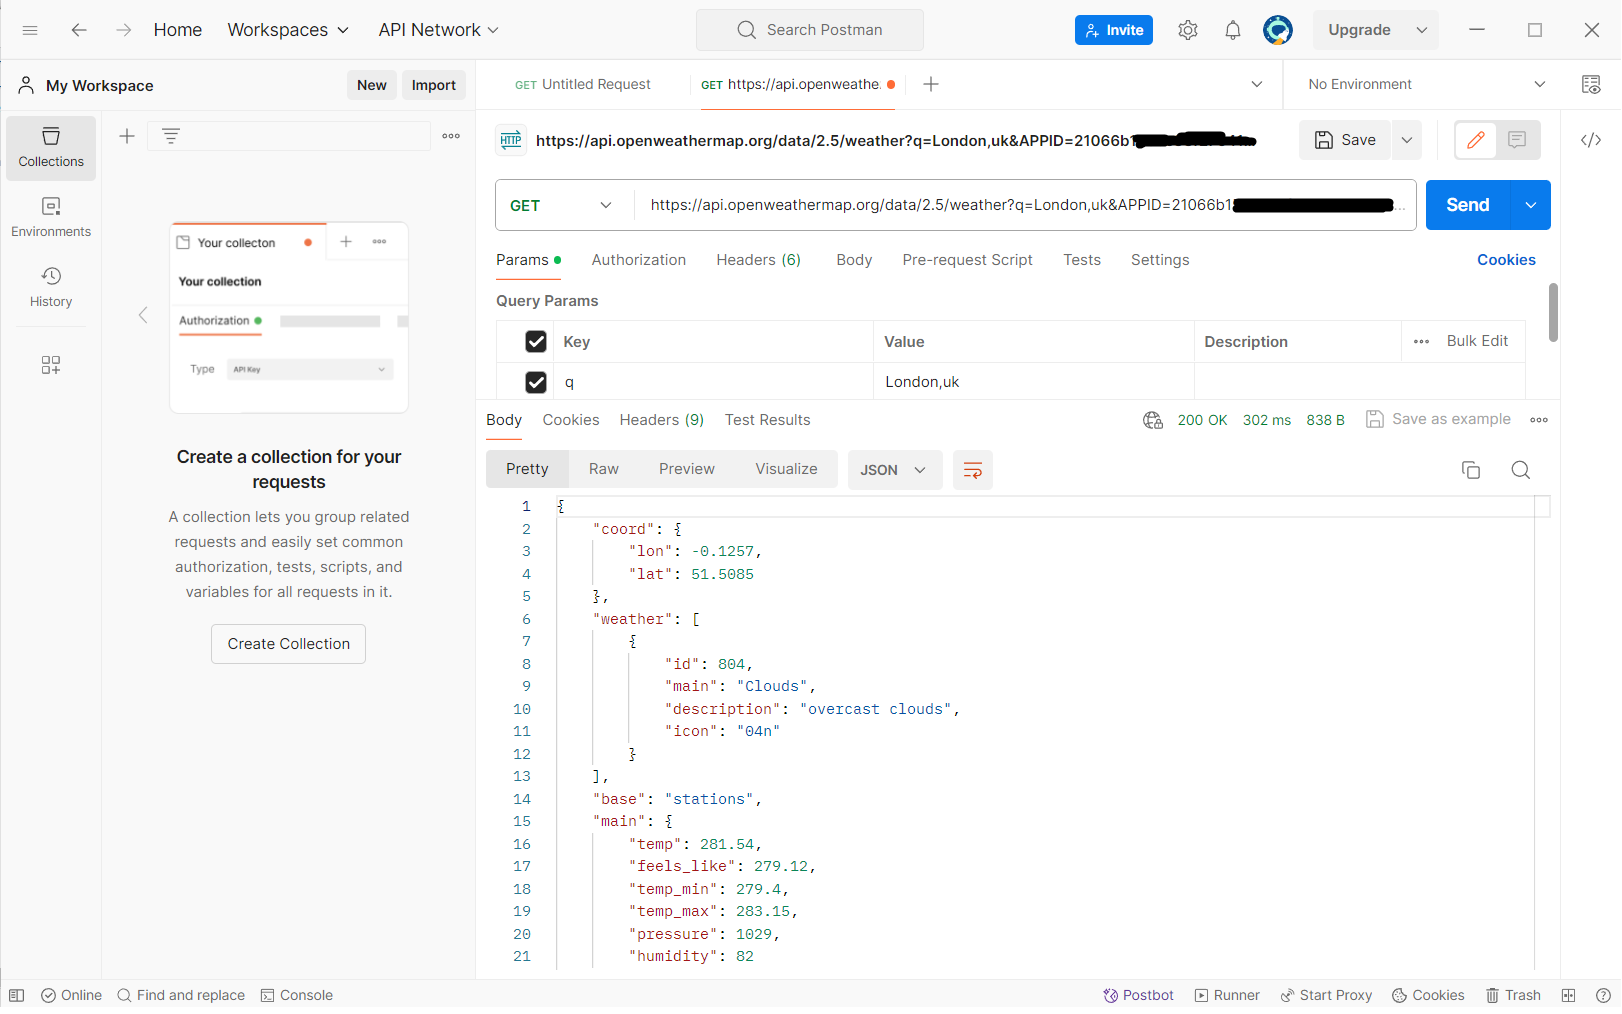 Home Workspaces API Network Search Postman Invite Upgrade
My Workspace New Import GET Untitled Request GET https://api.openweathe. No Environment
Collections
Environments
History
Your collecton
Your collection
Authorization
Type API Key
Create a collection for your
requests
A collection lets you group related
requests and easily set common
authorization, tests, scripts, and
variables for all requests in it.
Create Collection
HTTP https://api.openweathermap.org/data/2.5/weather?q=London,uk&APPID=21066b1 Save
GET https://api.openweathermap.org/data/2.5/weather?q=London,uk&APPID=21066b1 ... Send
Params Authorization Headers (6) Body Pre-request Script Tests Settings Cookies
Query Params
Key Value Description Bulk Edit
q London,uk
Body Cookies Headers (9) Test Results 200 OK 302 ms 838 B Save as example
Pretty Raw Preview Visualize JSON
1 {
2 "coord": {
3 "lon": -0.1257,
4 "lat": 51.5085
5 },
6 "weather": [
7 {
8 "id": 804,
9 "main": "Clouds",
10 "description": "overcast clouds",
11 "icon": "04n"
12 }
13 ],
14 "base": "stations",
15 "main": {
16 "temp": 281.54,
17 "feels_like": 279.12,
18 "temp_min": 279.4,
19 "temp_max": 283.15,
20 "pressure": 1029,
21 "humidity": 82
Online Find and replace Console Postbot Runner Start Proxy Cookies Trash